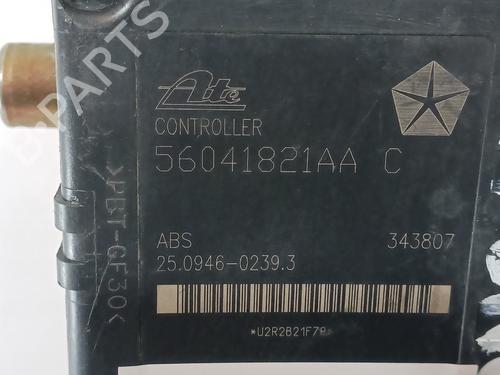 Ate
CONTROLLER
56041821AA C
ABS 343807
25.0946-0239.3
*U2R2B21F79*
>PBT-GF30<
B-PARTS